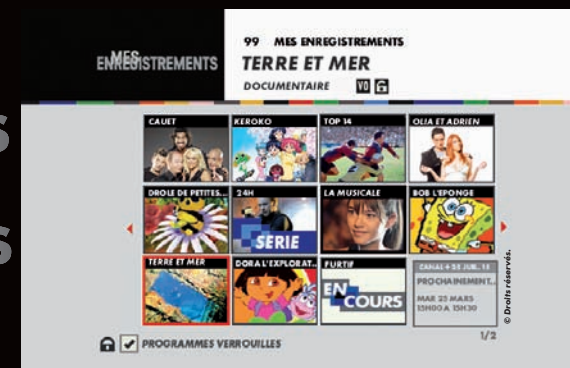 MES
ENREGISTREMENTS
99 MES ENREGISTREMENTS
TERRE ET MER
DOCUMENTAIRE VO
CAUET
KEROKO
TOP 14
OLIA ET ADRIEN
DROLE DE PETITES...
24H
LA MUSICALE
BOB L'EPONGE
SERIE
TERRE ET MER
DORA L'EXPLORAT...
FURTIF
CANAL +
EN
COURS
PROCHAINEMENT...
MAR 25 MARS
15H00 A 15H30
© Droits réservés.
PROGRAMMES VERROUILLES
1/2
S
S